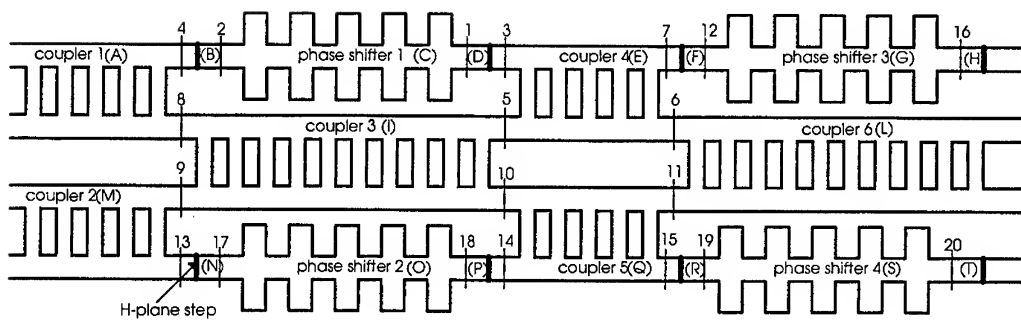 4 2 1 3 7 12 16
coupler 1(A) (B) phase shifter 1 (C) (D) coupler 4(E) (F) phase shifter 3(G) (H)
8 5 6
coupler 3 (I) coupler 6(L)
9 10 11
coupler 2(M)
13 17 18 14 15 19 20
(N) phase shifter 2 (O) (P) coupler 5(Q) (R) phase shifter 4(S) (T)
H-plane step